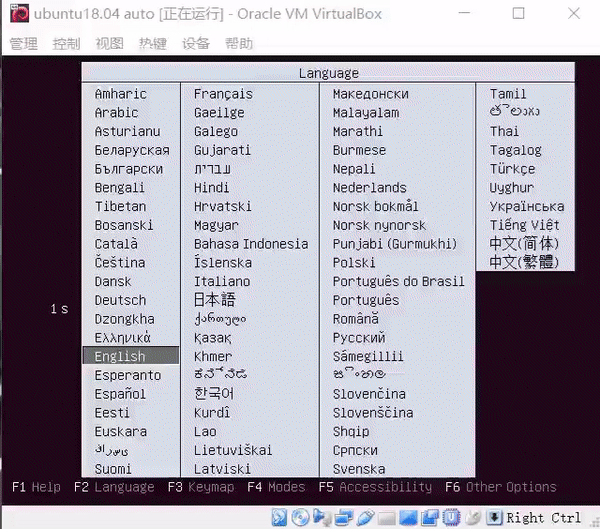 ubuntu18.04 auto [正在运行] - Oracle VM VirtualBox
管理 控制 视图 热键 设备 帮助
Language
Amharic
Arabic
Asturianu
Беларуская
Български
Bengali
Tibetan
Bosanski
Català
Čeština
Dansk
Deutsch
Dzongkha
Ελληνικά
English
Esperanto
Español
Eesti
Euskara
Suomi
Français
Gaeilge
Galego
Gujarati
עברית
Hindi
Hrvatski
Magyar
Bahasa Indonesia
Íslenska
Italiano
日本語
ქართული
Қазақ
Khmer
한국어
Kurdî
Lao
Lietuviškai
Latviski
Македонски
Malayalam
Marathi
Burmese
Nepali
Nederlands
Norsk bokmål
Norsk nynorsk
Punjabi (Gurmukhi)
Polski
Português do Brasil
Português
Română
Русский
Sámegillii
Slovenčina
Slovenščina
Shqip
Српски
Svenska
Tamil
Thai
Tagalog
Türkçe
Uyghur
Українська
Tiếng Việt
中文(简体)
中文(繁體)
1 s
F1 Help F2 Language F3 Keymap F4 Modes F5 Accessibility F6 Other Options
Right Ctrl